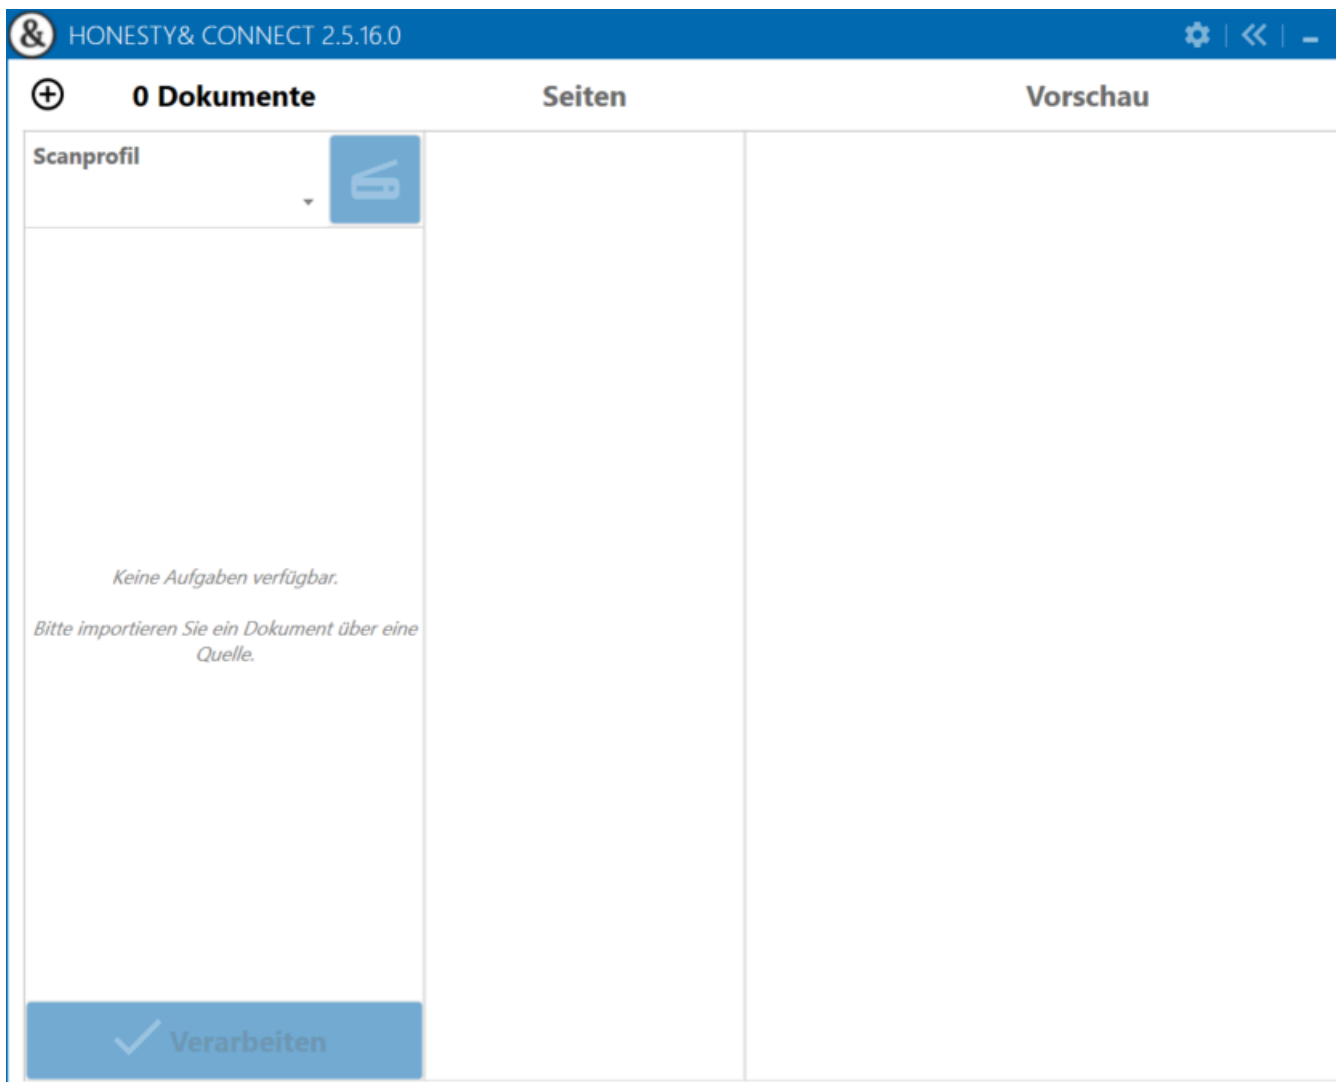 & HONESTY& CONNECT 2.5.16.0
0 Dokumente Seiten Vorschau
Scanprofil
Keine Aufgaben verfügbar.
Bitte importieren Sie ein Dokument über eine
Quelle.
Verarbeiten